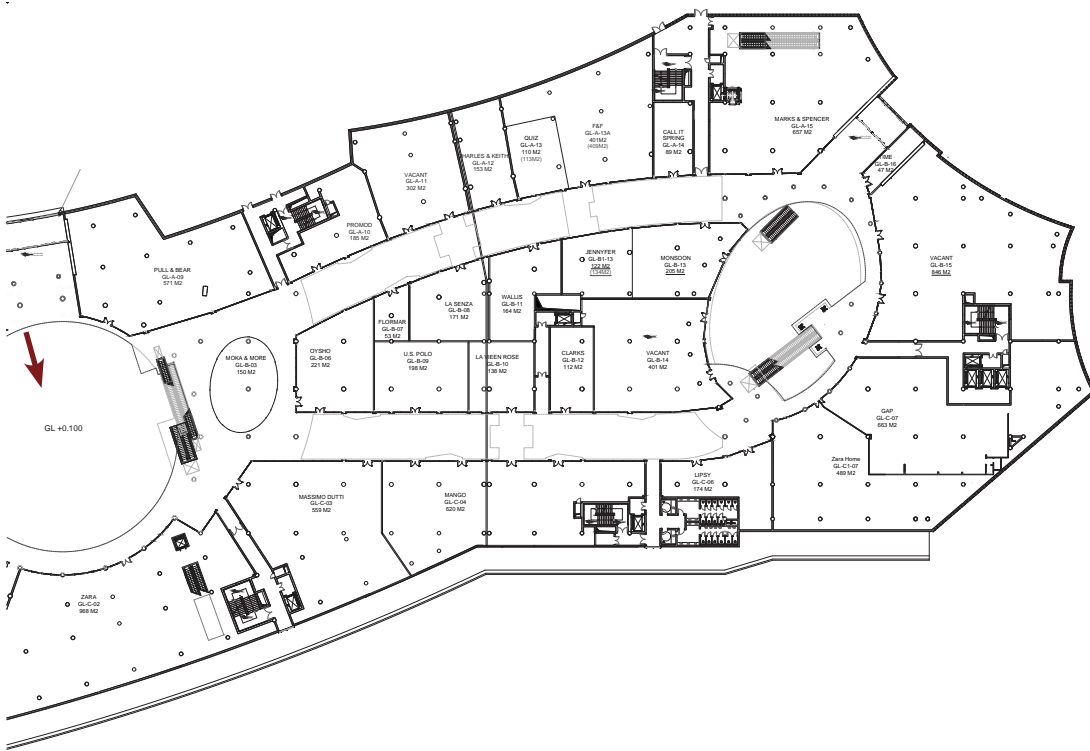 F&F
GL-A-13A
401M2
(409M2)
QUIZ
GL-A-13
110 M2
(113M2)
CALL IT
SPRING
GL-A-14
89 M2
MARKS & SPENCER
GL-A-15
657 M2
HARLES & KEITH
GL-A-12
153 M2
TIME
GL-B-16
47 M2
VACANT
GL-A-11
302 M2
PROMOD
GL-A-10
185 M2
PULL & BEAR
GL-A-09
571 M2
JENNYFER
GL-B1-13
122 M2
(134M2)
MONSOON
GL-B-13
205 M2
VACANT
GL-B-15
846 M2
LA SENZA
GL-B-08
171 M2
WALLIS
GL-B-11
164 M2
FLORMAR
GL-B-07
53 M2
OYSHO
GL-B-06
221 M2
U.S. POLO
GL-B-09
198 M2
LA VIEEN ROSE
GL-B-10
138 M2
CLARKS
GL-B-12
112 M2
VACANT
GL-B-14
401 M2
MOKA & MORE
GL-B-03
150 M2
GL +0.100
GAP
GL-C-07
663 M2
Zara Home
GL-C1-07
489 M2
LIPSY
GL-C-06
174 M2
MASSIMO DUTTI
GL-C-03
559 M2
MANGO
GL-C-04
620 M2
ZARA
GL-C-02
968 M2